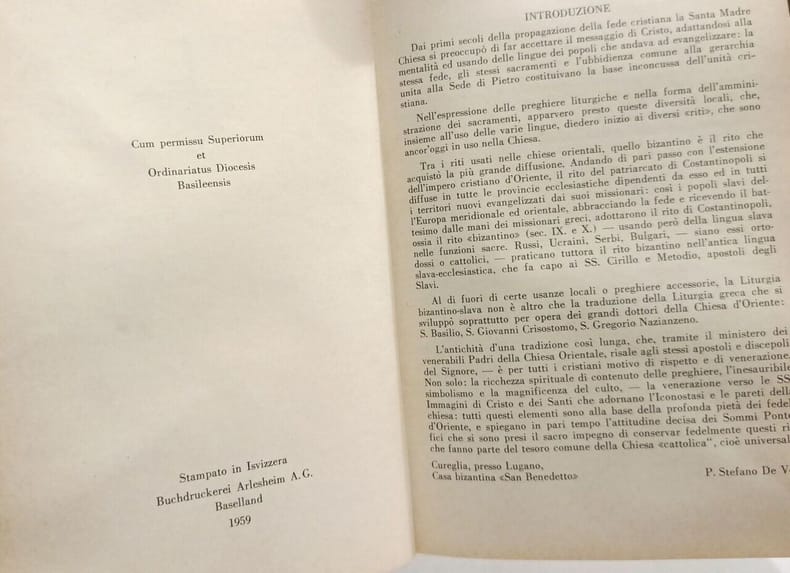 Cum permissu Superiorum
et
Ordinariatus Diocesis
Basileensis
Stampato in Isvizzera
Buchdruckerei Arlesheim A.G.
Baselland
1959
INTRODUZIONE
Dai primi secoli della propagazione della fede cristiana la Santa Madre
Chiesa si preoccupò di far accettare il messaggio di Cristo, adattandosi alla
mentalità ed usando delle lingue dei popoli che andava ad evangelizzare: la
stessa fede, gli stessi sacramenti e l'ubbidienza comune alla gerarchia
unita alla Sede di Pietro costituivano la base inconcussa dell'unità cri-
stiana.
Nell'espressione delle preghiere liturgiche e nella forma dell'ammini-
strazione dei sacramenti, apparvero presto queste diversità locali, che,
insieme all'uso delle varie lingue, diedero inizio ai diversi «riti», che sono
ancor'oggi in uso nella Chiesa.
Tra i riti usati nelle chiese orientali, quello bizantino è il rito che
acquistò la più grande diffusione. Andando di pari passo con l'estensione
dell'impero cristiano d'Oriente, il rito del patriarcato di Costantinopoli si
diffuse in tutte le provincie ecclesiastiche dipendenti da esso ed in tutti
i territori nuovi evangelizzati dai suoi missionari: così i popoli slavi del-
l'Europa meridionale ed orientale, abbracciando la fede e ricevendo il bat-
tesimo dalle mani dei missionari greci, adottarono il rito di Costantinopoli,
ossia il rito «bizantino» (sec. IX. e X.) — usando però della lingua slava
nelle funzioni sacre. Russi, Ucraini, Serbi, Bulgari, — siano essi orto-
dossi o cattolici, — praticano tuttora il rito bizantino nell'antica lingua
slava-ecclesiastica, che fa capo ai SS. Cirillo e Metodio, apostoli degli
Slavi.
Al di fuori di certe usanze locali o preghiere accessorie, la Liturgia
bizantino-slava non è altro che la traduzione della Liturgia greca che si
sviluppò soprattutto per opera dei grandi dottori della Chiesa d'Oriente:
S. Basilio, S. Giovanni Crisostomo, S. Gregorio Nazianzeno.
L'antichità d'una tradizione così lunga, che, tramite il ministero dei
venerabili Padri della Chiesa Orientale, risale agli stessi apostoli e discepoli
del Signore, — è per tutti i cristiani motivo di rispetto e di venerazione.
Non solo: la ricchezza spirituale di contenuto delle preghiere, l'inesauribile
simbolismo e la magnificenza del culto, — la venerazione verso le SS.
Immagini di Cristo e dei Santi che adornano l'Iconostasi e le pareti della
chiesa: tutti questi elementi sono alla base della profonda pietà dei fedel
d'Oriente, e spiegano in pari tempo l'attitudine decisa dei Sommi Ponte
fici che si sono presi il sacro impegno di conservar fedelmente questi ri
che fanno parte del tesoro comune della Chiesa «cattolica", cioè universal
Cureglia, presso Lugano,
Casa bizantina «San Benedetto»
P. Stefano De V